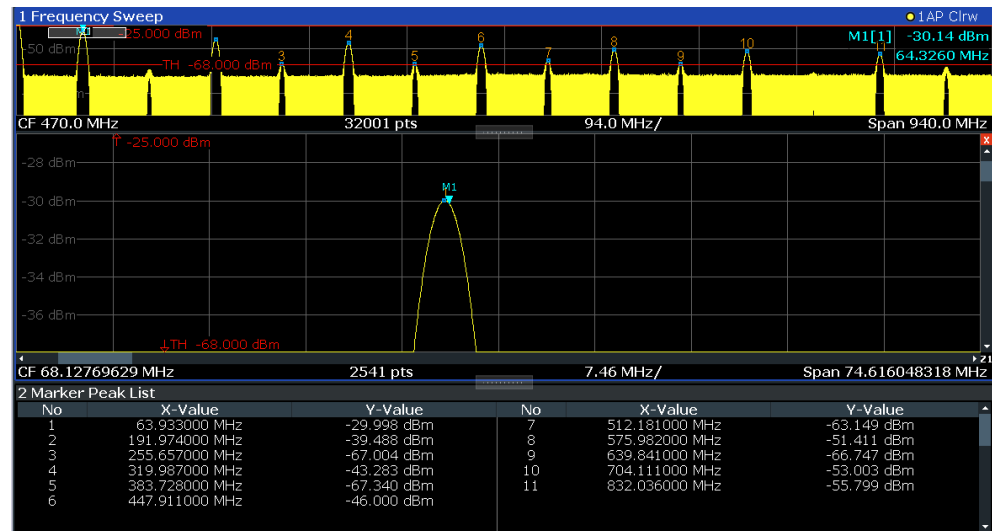 1 Frequency Sweep
1AP Clrw
-25.000 dBm
M1[1] -30.14 dBm
64.3260 MHz
50 dBm
TH -68.000 dBm
3 4 5 6 7 8 9 10 11
CF 470.0 MHz 32001 pts 94.0 MHz/ Span 940.0 MHz
-25.000 dBm
-28 dBm
M1
-30 dBm
-32 dBm
-34 dBm
-36 dBm
TH -68.000 dBm
CF 68.12769629 MHz 2541 pts 7.46 MHz/ Span 74.616048318 MHz
2 Marker Peak List
No X-Value Y-Value No X-Value Y-Value
1 63.933000 MHz -29.998 dBm 7 512.181000 MHz -63.149 dBm
2 191.974000 MHz -39.488 dBm 8 575.982000 MHz -51.411 dBm
3 255.657000 MHz -67.004 dBm 9 639.841000 MHz -66.747 dBm
4 319.987000 MHz -43.283 dBm 10 704.111000 MHz -53.003 dBm
5 383.728000 MHz -67.340 dBm 11 832.036000 MHz -55.799 dBm
6 447.911000 MHz -46.000 dBm